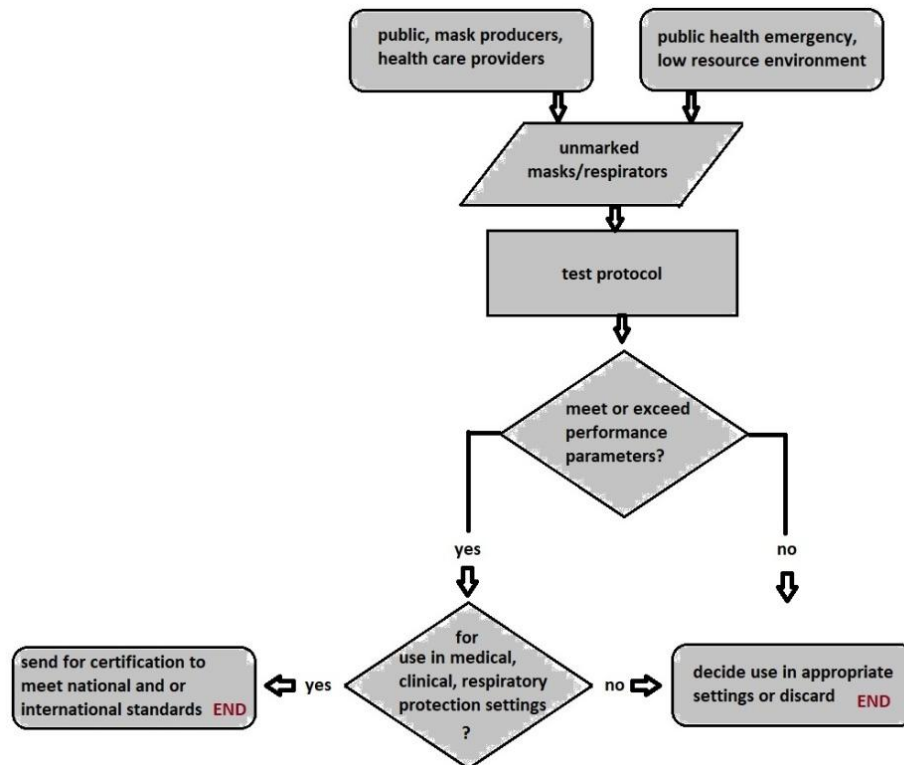 public, mask producers,
health care providers
public health emergency,
low resource environment
unmarked
masks/respirators
test protocol
meet or exceed
performance
parameters?
yes
no
for
use in medical,
clinical, respiratory
protection settings
?
yes
send for certification to
meet national and or
international standards END
no
decide use in appropriate
settings or discard END